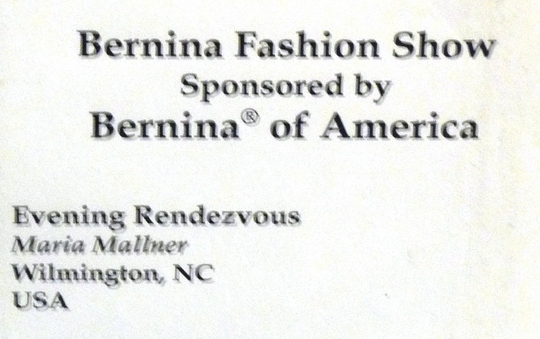 Bernina Fashion Show
Sponsored by
Bernina® of America
Evening Rendezvous
Maria Mallner
Wilmington, NC
USA